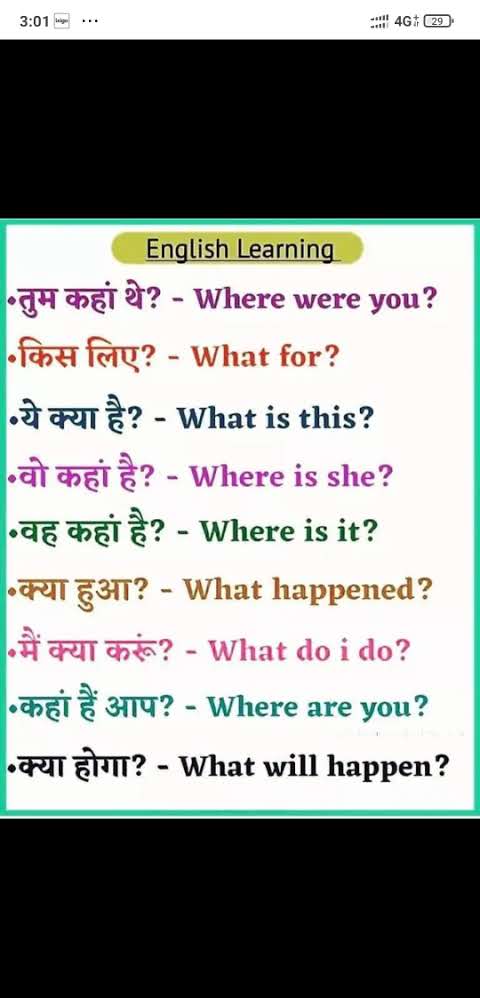 3:01
4G+
29
English Learning
•तुम कहां थे? - Where were you?
•किस लिए? - What for?
•ये क्या है? - What is this?
•वो कहां है? - Where is she?
•वह कहां है? - Where is it?
•क्या हुआ? - What happened?
•मैं क्या करूं? - What do i do?
•कहां हैं आप? - Where are you?
•क्या होगा? - What will happen?